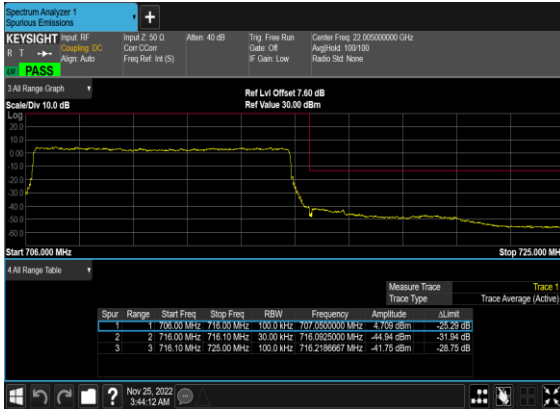 Spectrum Analyzer 1
Spurious Emissions
KEYSIGHT
R T
PASS
Input: RF
Coupling: DC
Align: Auto
Input Z: 50 Ω
Corr CCorr
Freq Ref: Int (S)
Atten: 40 dB
Trig: Free Run
Gate: Off
IF Gain: Low
Center Freq: 22.005000000 GHz
Avg|Hold: 100/100
Radio Std: None
3 All Range Graph
Scale/Div 10.0 dB
Ref Lvl Offset 7.60 dB
Ref Value 30.00 dBm
Log
20.0
10.0
0.00
-10.0
-20.0
-30.0
-40.0
-50.0
-60.0
Start 706.000 MHz
Stop 725.000 MH
4 All Range Table
Measure Trace Trace 1
Trace Type Trace Average (Active)
Spur Range Start Freq Stop Freq RBW Frequency Amplitude ΔLimit
1 1 706.00 MHz 716.00 MHz 100.0 kHz 707.0500000 MHz 4.709 dBm -25.29 dB
2 2 716.00 MHz 716.10 MHz 30.00 kHz 716.0925000 MHz -44.94 dBm -31.94 dB
3 3 716.10 MHz 725.00 MHz 100.0 kHz 716.2186667 MHz -41.75 dBm -28.75 dB
?
Nov 25, 2022
3:44:12 AM